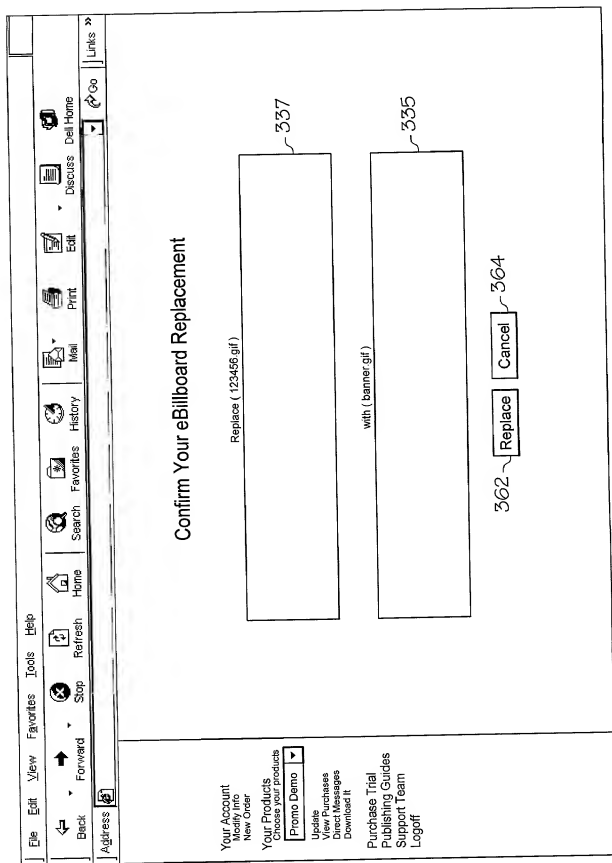 File Edit View Favorites Tools Help
Back Forward Stop Refresh Home Search Favorites History Mail Print Edit Discuss Dell Home
Address Go Links »
Your Account
Modify Info
New Order
Your Products
Choose your products
Promo Demo
Update
View Purchases
Direct Messages
Download It
Purchase Trial
Publishing Guides
Support Team
Logoff
Confirm Your eBillboard Replacement
Replace ( 123456.gif )
337
with ( banner.gif )
335
362 Replace Cancel 364